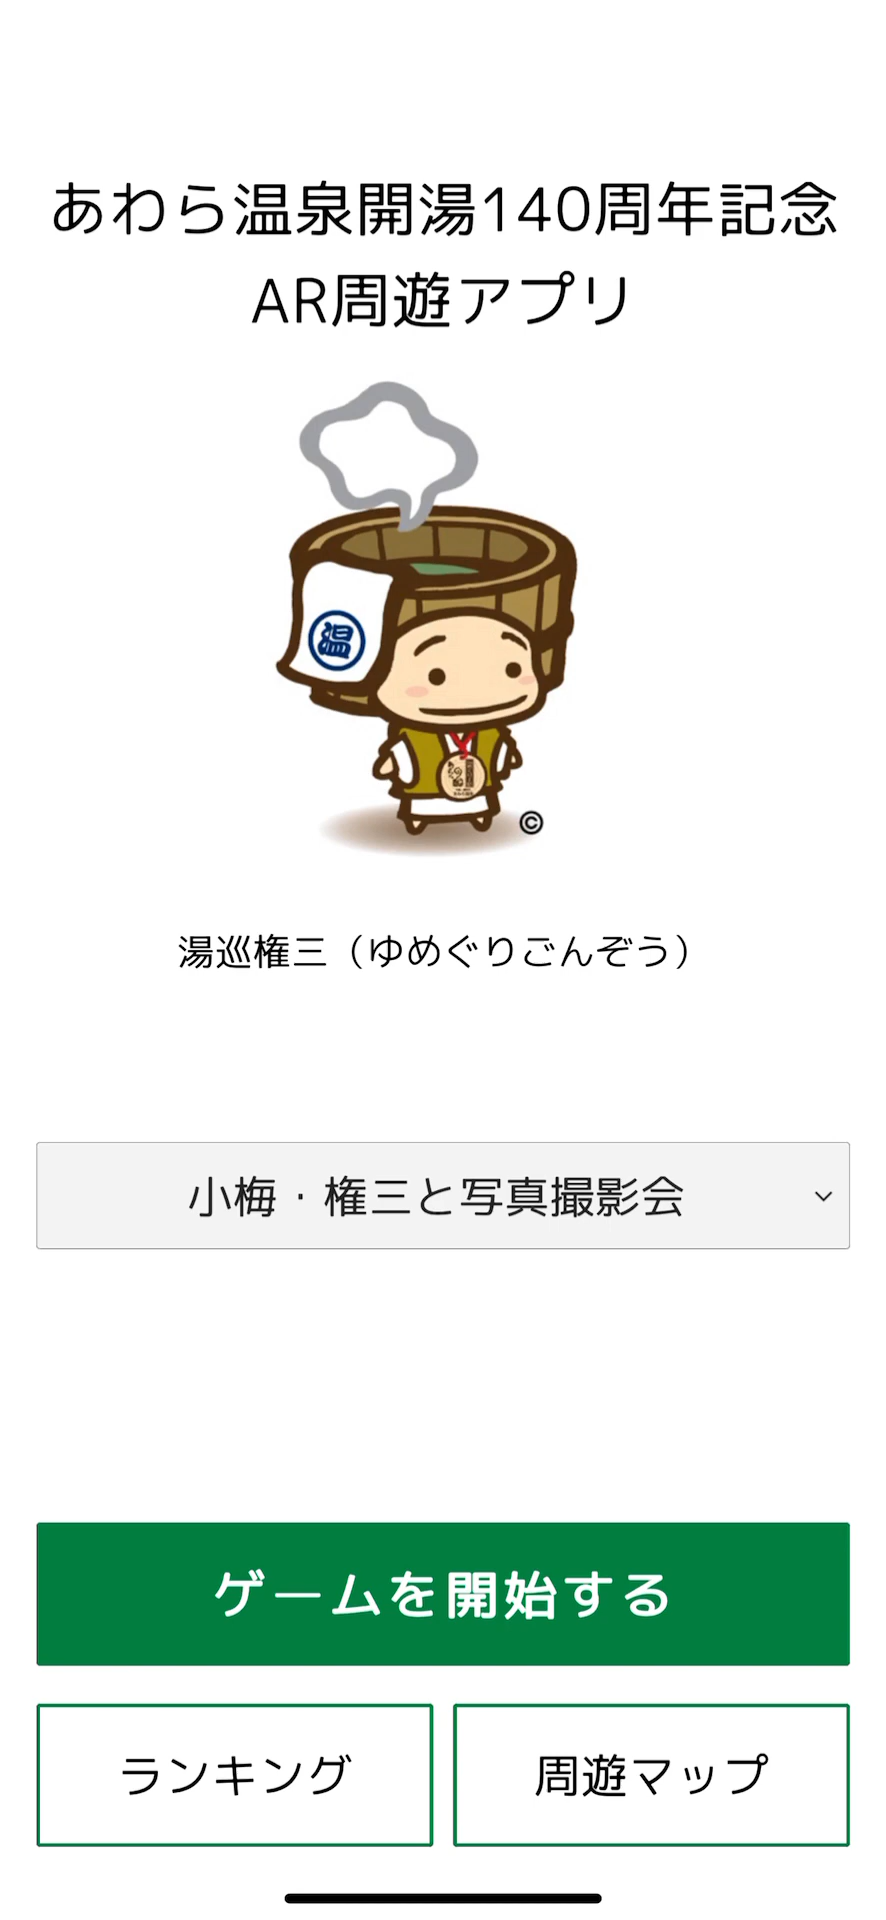 あわら温泉開湯140周年記念
AR周遊アプリ
温
©
湯巡権三（ゆめぐりごんぞう）
小梅・権三と写真撮影会
ゲームを開始する
ランキング
周遊マップ